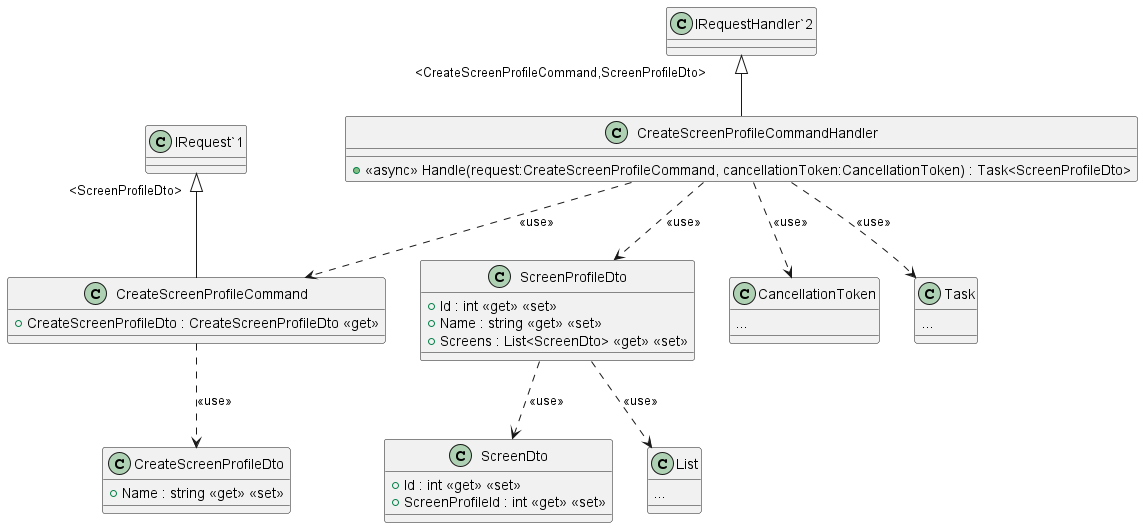 C IRequestHandler`2
<CreateScreenProfileCommand,ScreenProfileDto>
C CreateScreenProfileCommandHandler
«async» Handle(request:CreateScreenProfileCommand, cancellationToken:CancellationToken) : Task<ScreenProfileDto>
C IRequest`1
<ScreenProfileDto>
«use»
«use»
«use»
«use»
C CreateScreenProfileCommand
CreateScreenProfileDto : CreateScreenProfileDto «get»
C ScreenProfileDto
Id : int «get» «set»
Name : string «get» «set»
Screens : List<ScreenDto> «get» «set»
C CancellationToken
...
C Task
...
«use»
«use»
«use»
C CreateScreenProfileDto
Name : string «get» «set»
C ScreenDto
Id : int «get» «set»
ScreenProfileId : int «get» «set»
C List
...